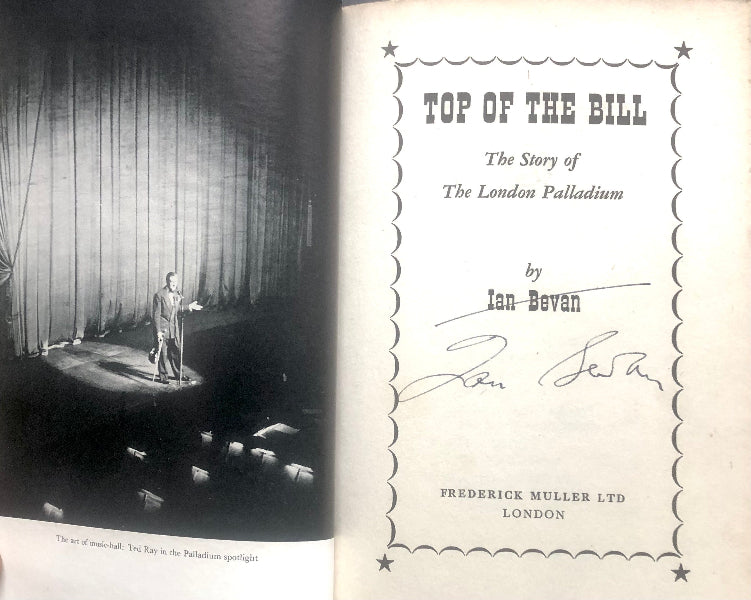 The art of music-hall: Ted Ray in the Palladium spotlight
TOP OF THE BILL
The Story of
The London Palladium
by
Ian Bevan
Ian Bevan
FREDERICK MULLER LTD
LONDON